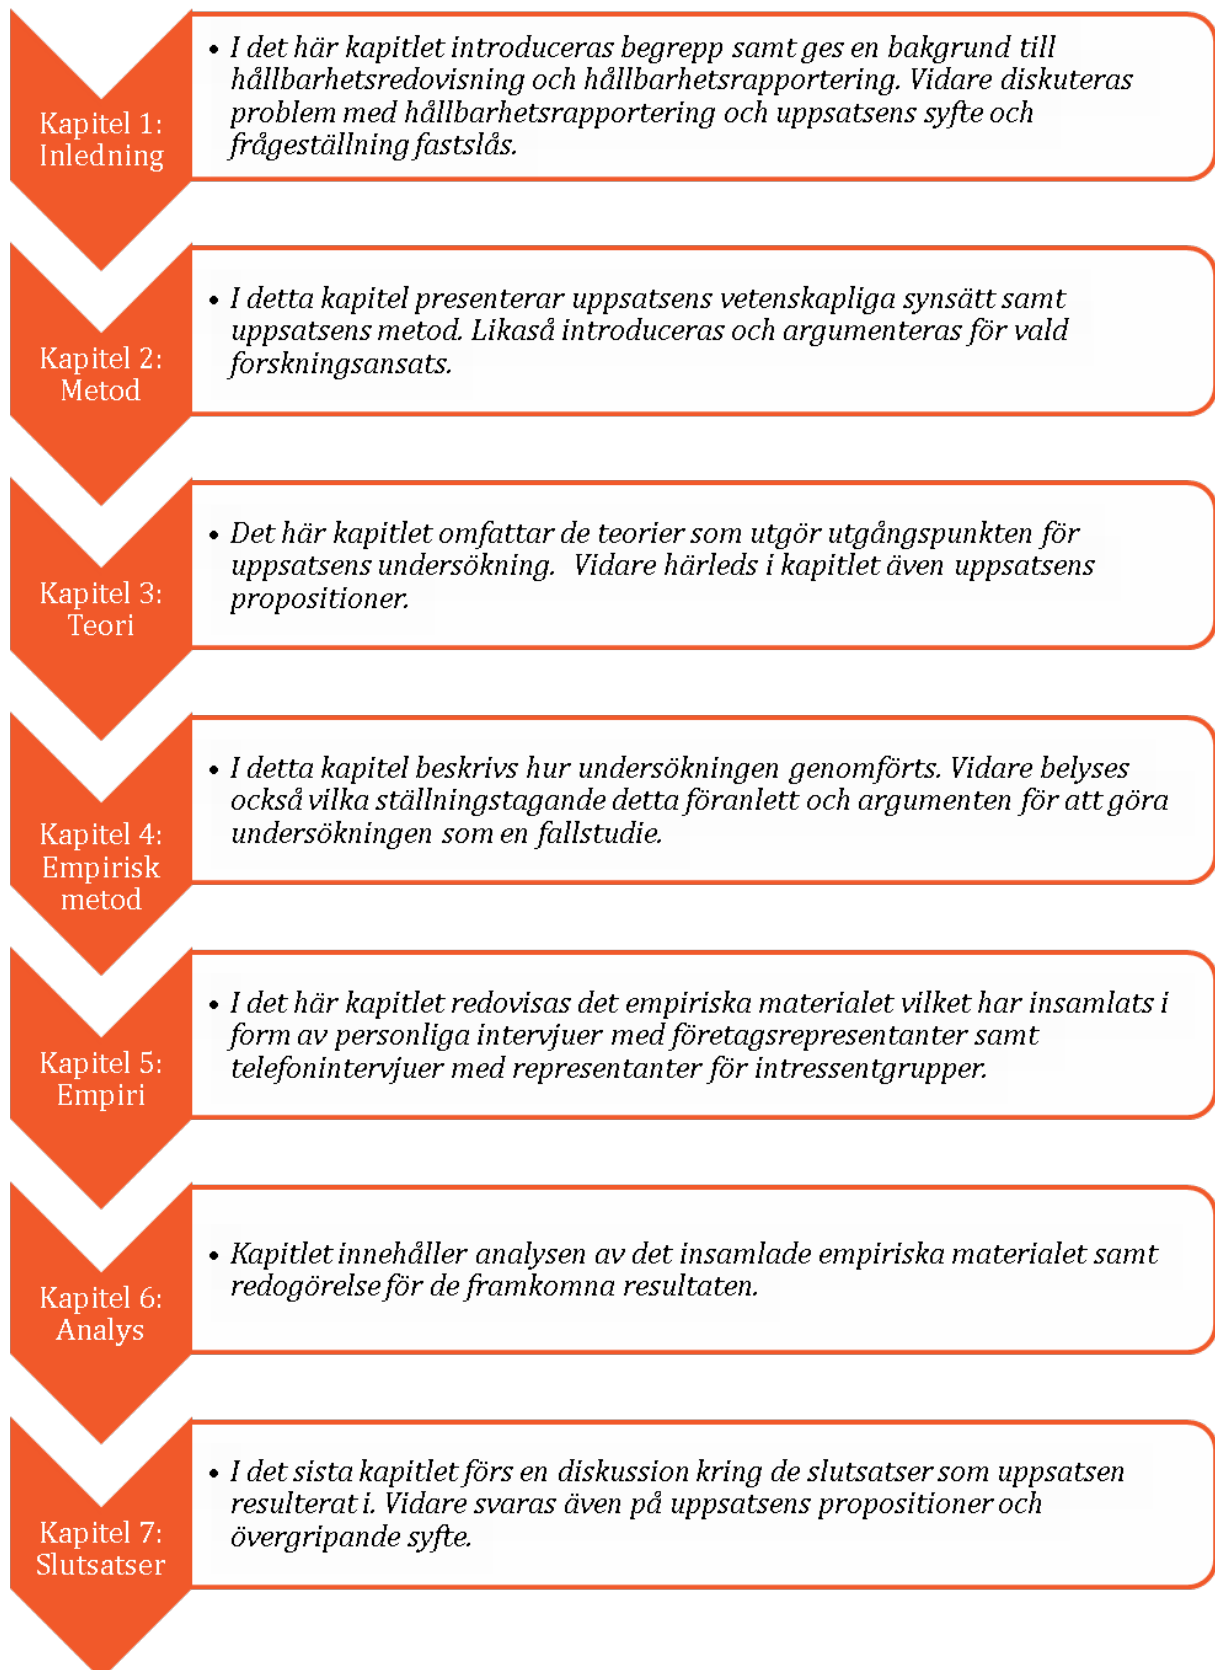 Kapitel 1:
Inledning
• I det här kapitlet introduceras begrepp samt ges en bakgrund till
hållbarhetsredovisning och hållbarhetsrapportering. Vidare diskuteras
problem med hållbarhetsrapportering och uppsatsens syfte och
frågeställning fastslås.
Kapitel 2:
Metod
• I detta kapitel presenterar uppsatsens vetenskapliga synsätt samt
uppsatsens metod. Likaså introduceras och argumenteras för vald
forskningsansats.
Kapitel 3:
Teori
• Det här kapitlet omfattar de teorier som utgör utgångspunkten för
uppsatsens undersökning. Vidare härleds i kapitlet även uppsatsens
propositioner.
Kapitel 4:
Empirisk
metod
• I detta kapitel beskrivs hur undersökningen genomförts. Vidare belyses
också vilka ställningstagande detta föranlett och argumenten för att göra
undersökningen som en fallstudie.
Kapitel 5:
Empiri
• I det här kapitlet redovisas det empiriska materialet vilket har insamlats i
form av personliga intervjuer med företagsrepresentanter samt
telefonintervjuer med representanter för intressentgrupper.
Kapitel 6:
Analys
• Kapitlet innehåller analysen av det insamlade empiriska materialet samt
redogörelse för de framkomna resultaten.
Kapitel 7:
Slutsatser
• I det sista kapitlet förs en diskussion kring de slutsatser som uppsatsen
resulterat i. Vidare svaras även på uppsatsens propositioner och
övergripande syfte.